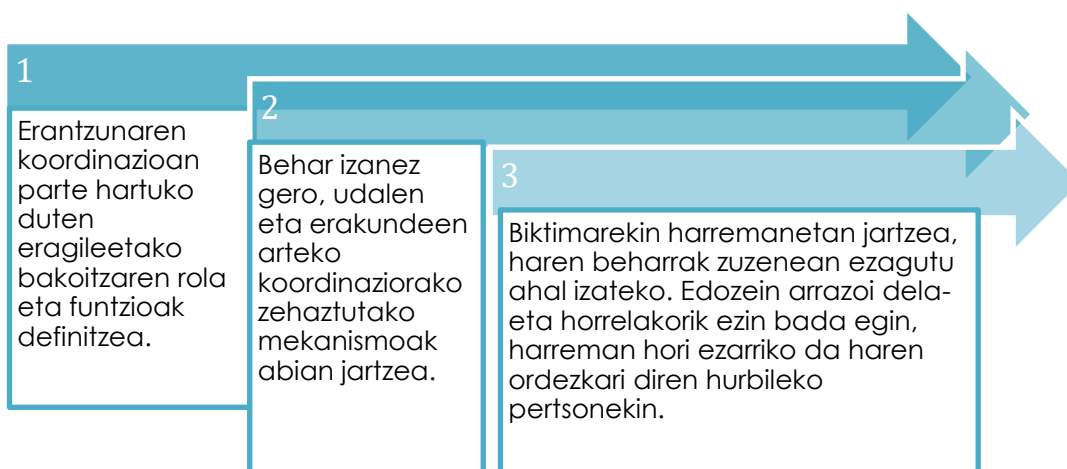 1
Erantzunaren
koordinazioan
parte hartuko
duten
eragileetako
bakoitzaren rola
eta funtzioak
definitzea.
2
Behar izanez
gero, udalen
eta erakundeen
arteko
koordinaziorako
zehaztutako
mekanismoak
abian jartzea.
3
Biktimarekin harremanetan jartzea,
haren beharrak zuzenean ezagutu
ahal izateko. Edozein arrazoi dela-
eta horrelakorik ezin bada egin,
harreman hori ezarriko da haren
ordezkari diren hurbileko
pertsonekin.